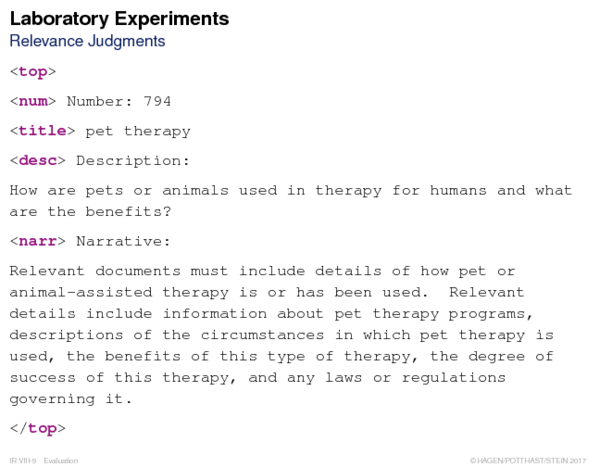 Laboratory Experiments
Relevance Judgments
<top>
<num> Number: 794
<title> pet therapy
<desc> Description:
How are pets or animals used in therapy for humans and what
are the benefits?
<narr> Narrative:
Relevant documents must include details of how pet or
animal-assisted therapy is or has been used.  Relevant
details include information about pet therapy programs,
descriptions of the circumstances in which pet therapy is
used, the benefits of this type of therapy, the degree of
success of this therapy, and any laws or regulations
governing it.
</top>
IR:VIII-9 Evaluation
©HAGEN/POTTHAST/STEIN 2017